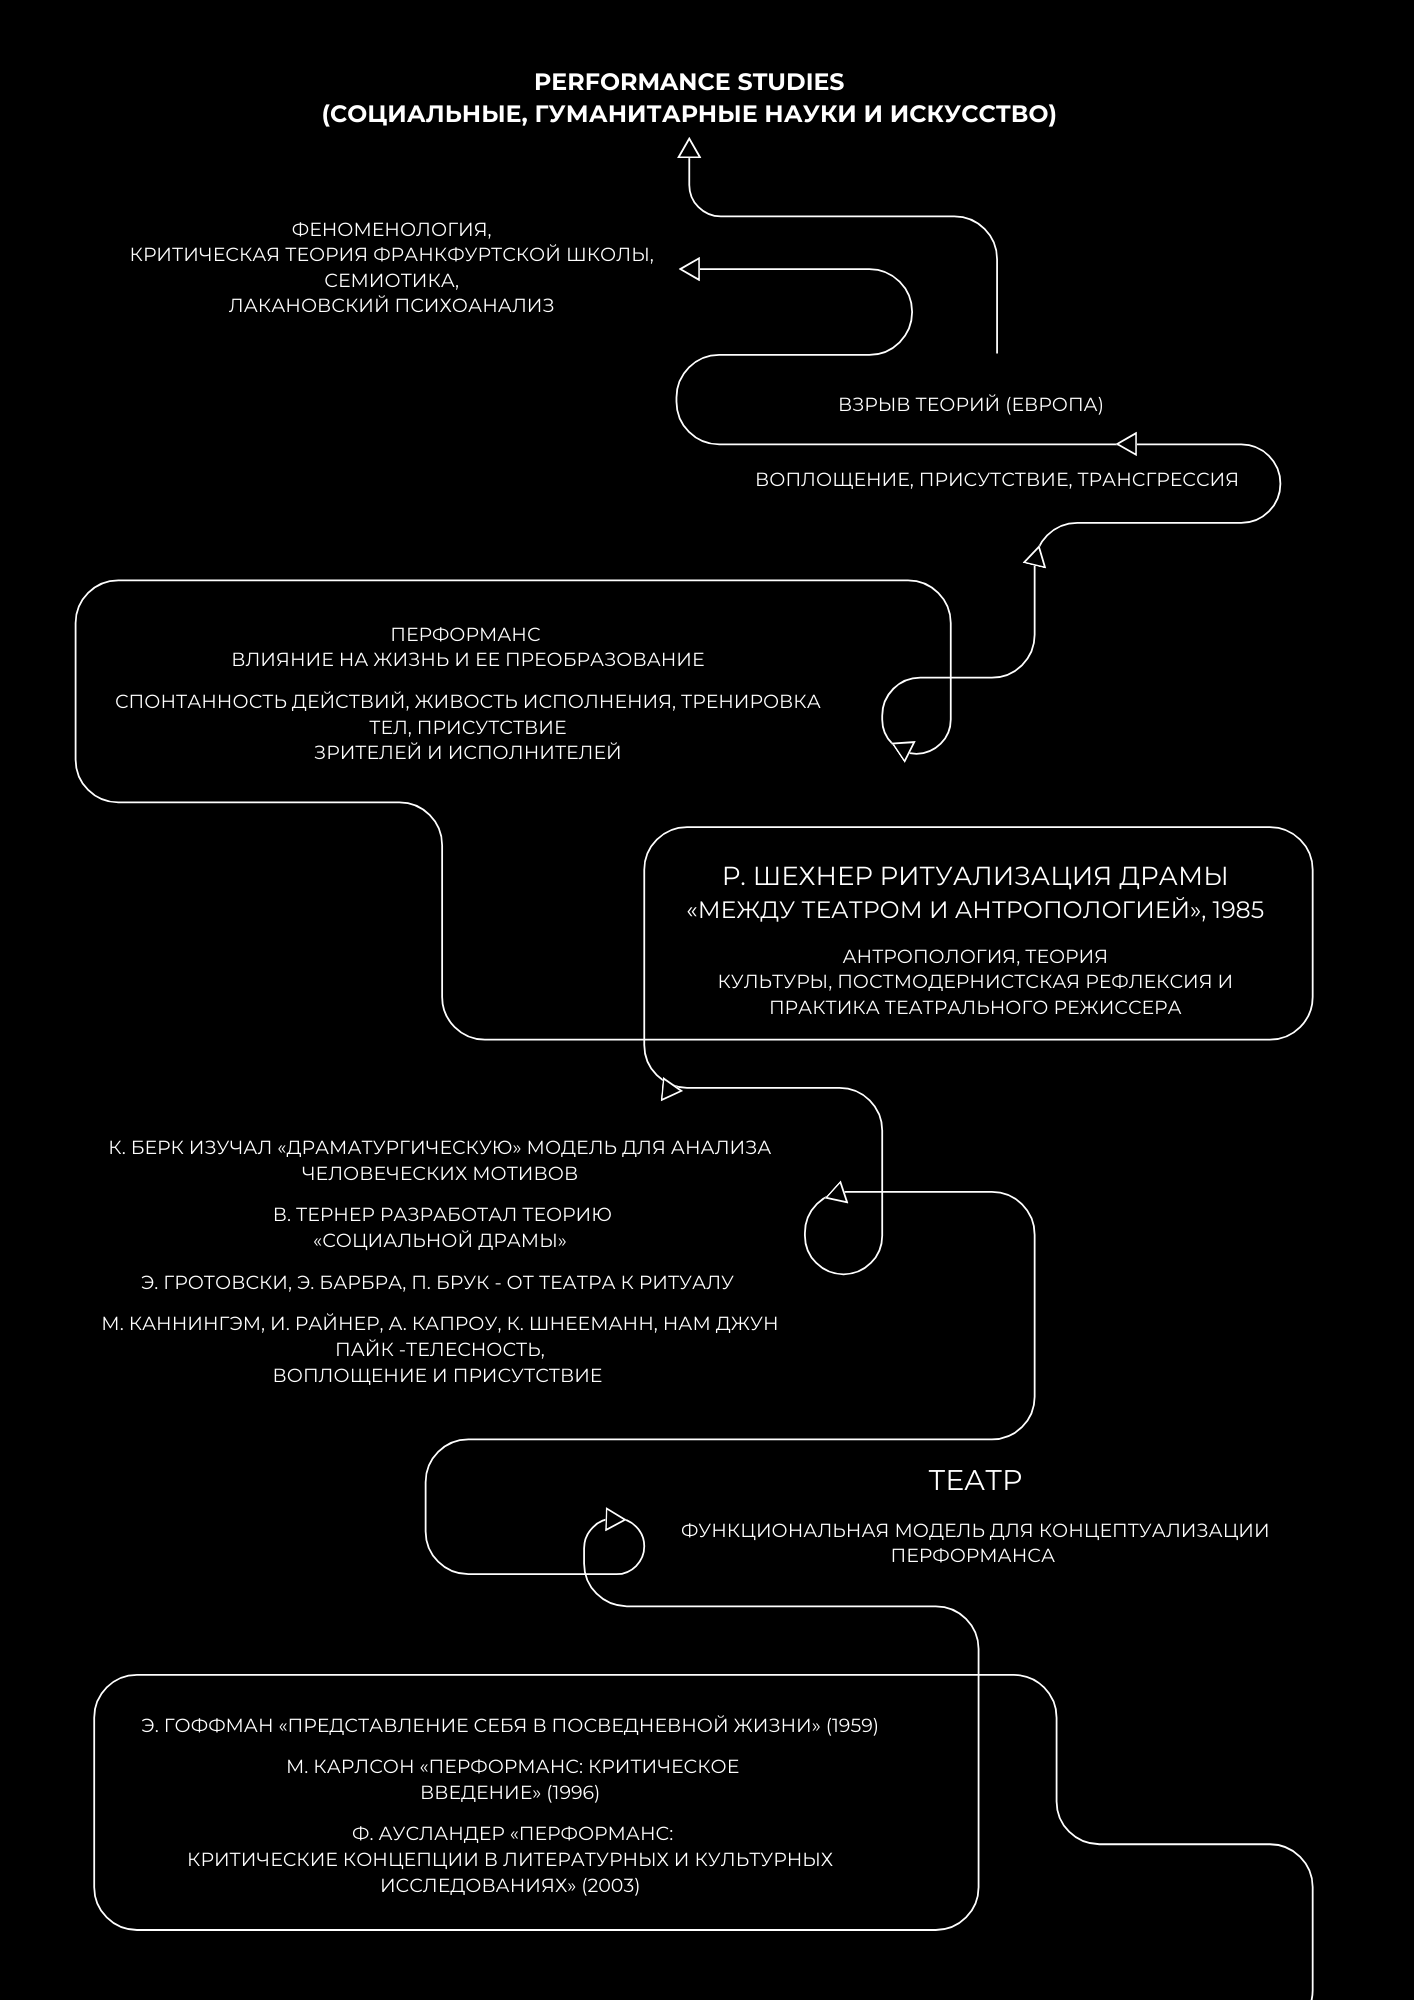 PERFORMANCE STUDIES
(СОЦИАЛЬНЫЕ, ГУМАНИТАРНЫЕ НАУКИ И ИСКУССТВО)
ФЕНОМЕНОЛОГИЯ,
КРИТИЧЕСКАЯ ТЕОРИЯ ФРАНКФУРТСКОЙ ШКОЛЫ,
СЕМИОТИКА,
ЛАКАНОВСКИЙ ПСИХОАНАЛИЗ
ВЗРЫВ ТЕОРИЙ (ЕВРОПА)
ВОПЛОЩЕНИЕ, ПРИСУТСТВИЕ, ТРАНСГРЕССИЯ
ПЕРФОРМАНС
ВЛИЯНИЕ НА ЖИЗНЬ И ЕЕ ПРЕОБРАЗОВАНИЕ
СПОНТАННОСТЬ ДЕЙСТВИЙ, ЖИВОСТЬ ИСПОЛНЕНИЯ, ТРЕНИРОВКА
ТЕЛ, ПРИСУТСТВИЕ
ЗРИТЕЛЕЙ И ИСПОЛНИТЕЛЕЙ
Р. ШЕХНЕР РИТУАЛИЗАЦИЯ ДРАМЫ
«МЕЖДУ ТЕАТРОМ И АНТРОПОЛОГИЕЙ», 1985
АНТРОПОЛОГИЯ, ТЕОРИЯ
КУЛЬТУРЫ, ПОСТМОДЕРНИСТСКАЯ РЕФЛЕКСИЯ И
ПРАКТИКА ТЕАТРАЛЬНОГО РЕЖИССЕРА
К. БЕРК ИЗУЧАЛ «ДРАМАТУРГИЧЕСКУЮ» МОДЕЛЬ ДЛЯ АНАЛИЗА
ЧЕЛОВЕЧЕСКИХ МОТИВОВ
В. ТЕРНЕР РАЗРАБОТАЛ ТЕОРИЮ
«СОЦИАЛЬНОЙ ДРАМЫ»
Э. ГРОТОВСКИ, Э. БАРБРА, П. БРУК - ОТ ТЕАТРА К РИТУАЛУ
М. КАННИНГЭМ, И. РАЙНЕР, А. КАПРОУ, К. ШНЕЕМАНН, НАМ ДЖУН
ПАЙК -ТЕЛЕСНОСТЬ,
ВОПЛОЩЕНИЕ И ПРИСУТСТВИЕ
ТЕАТР
ФУНКЦИОНАЛЬНАЯ МОДЕЛЬ ДЛЯ КОНЦЕПТУАЛИЗАЦИИ
ПЕРФОРМАНСА
Э. ГОФФМАН «ПРЕДСТАВЛЕНИЕ СЕБЯ В ПОСВЕДНЕВНОЙ ЖИЗНИ» (1959)
М. КАРЛСОН «ПЕРФОРМАНС: КРИТИЧЕСКОЕ
ВВЕДЕНИЕ» (1996)
Ф. АУСЛАНДЕР «ПЕРФОРМАНС:
КРИТИЧЕСКИЕ КОНЦЕПЦИИ В ЛИТЕРАТУРНЫХ И КУЛЬТУРНЫХ
ИССЛЕДОВАНИЯХ» (2003)